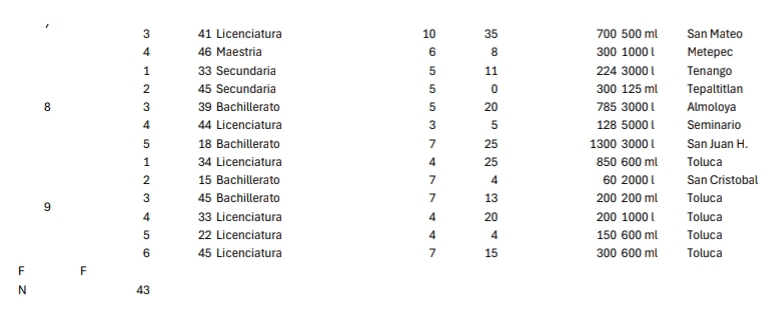 3 41 Licenciatura 10 35 700 500 ml San Mateo
4 46 Maestria 6 8 300 1000 l Metepec
1 33 Secundaria 5 11 224 3000 l Tenango
2 45 Secundaria 5 0 300 125 ml Tepaltitlan
8 3 39 Bachillerato 5 20 785 3000 l Almoloya
4 44 Licenciatura 3 5 128 5000 l Seminario
5 18 Bachillerato 7 25 1300 3000 l San Juan H.
1 34 Licenciatura 4 25 850 600 ml Toluca
2 15 Bachillerato 7 4 60 2000 l San Cristobal
3 45 Bachillerato 7 13 200 200 ml Toluca
9
4 33 Licenciatura 4 20 200 1000 l Toluca
5 22 Licenciatura 4 4 150 600 ml Toluca
6 45 Licenciatura 7 15 300 600 ml Toluca
F F
N 43